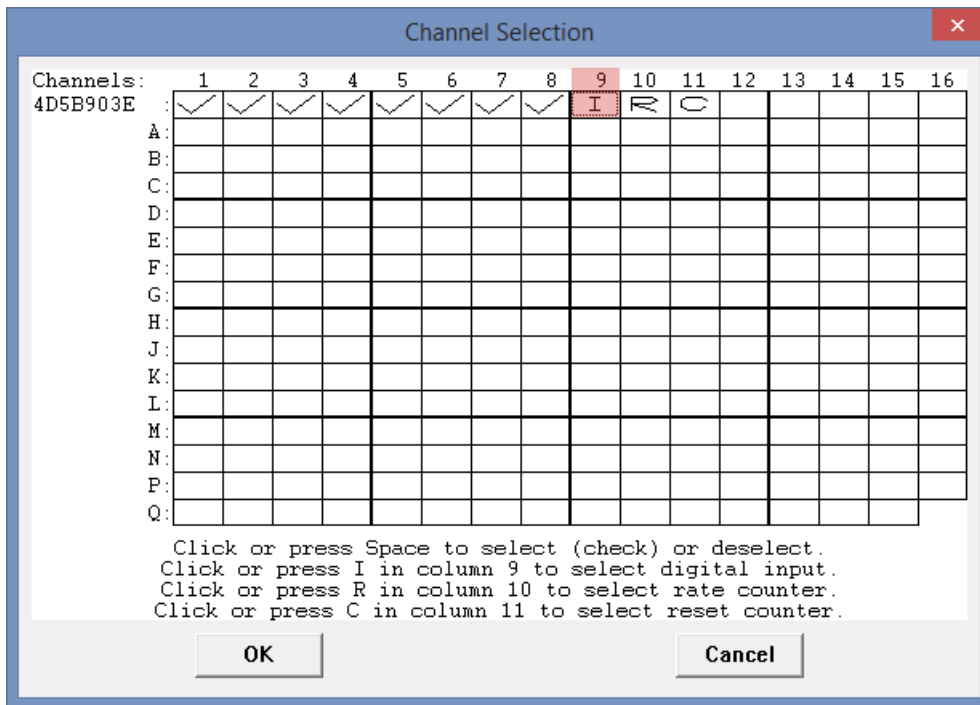 Channel Selection
Channels: 1 2 3 4 5 6 7 8 9 10 11 12 13 14 15 16
4D5B903E : I R C
A:
B:
C:
D:
E:
F:
G:
H:
J:
K:
L:
M:
N:
P:
Q:
Click or press Space to select (check) or deselect.
Click or press I in column 9 to select digital input.
Click or press R in column 10 to select rate counter.
Click or press C in column 11 to select reset counter.
OK Cancel